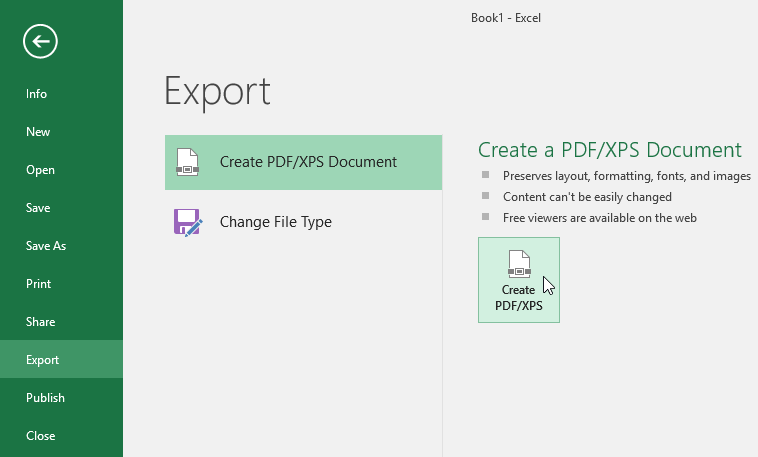 Book1 - Excel
Info
New
Open
Save
Save As
Print
Share
Export
Publish
Close
Export
Create PDF/XPS Document
Change File Type
Create a PDF/XPS Document
Preserves layout, formatting, fonts, and images
Content can't be easily changed
Free viewers are available on the web
Create
PDF/XPS